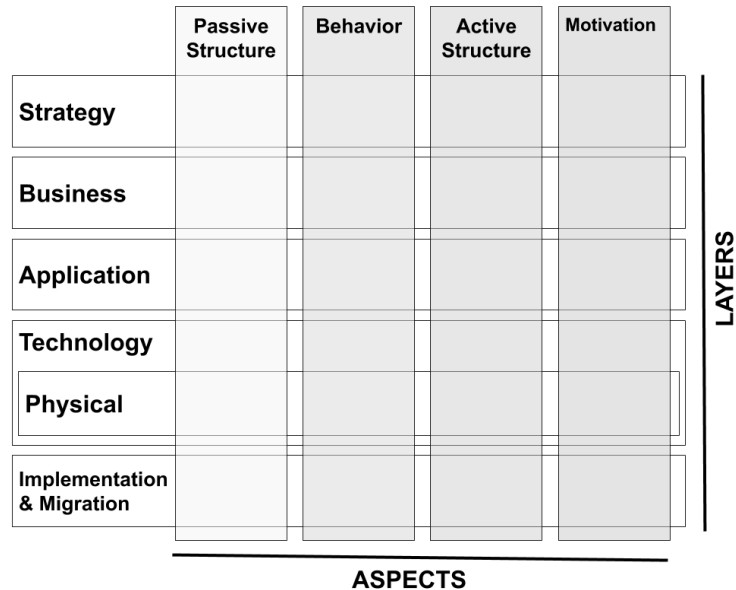 Passive
Structure
Behavior
Active
Structure
Motivation
Strategy
Business
Application
Technology
Physical
Implementation
& Migration
LAYERS
ASPECTS